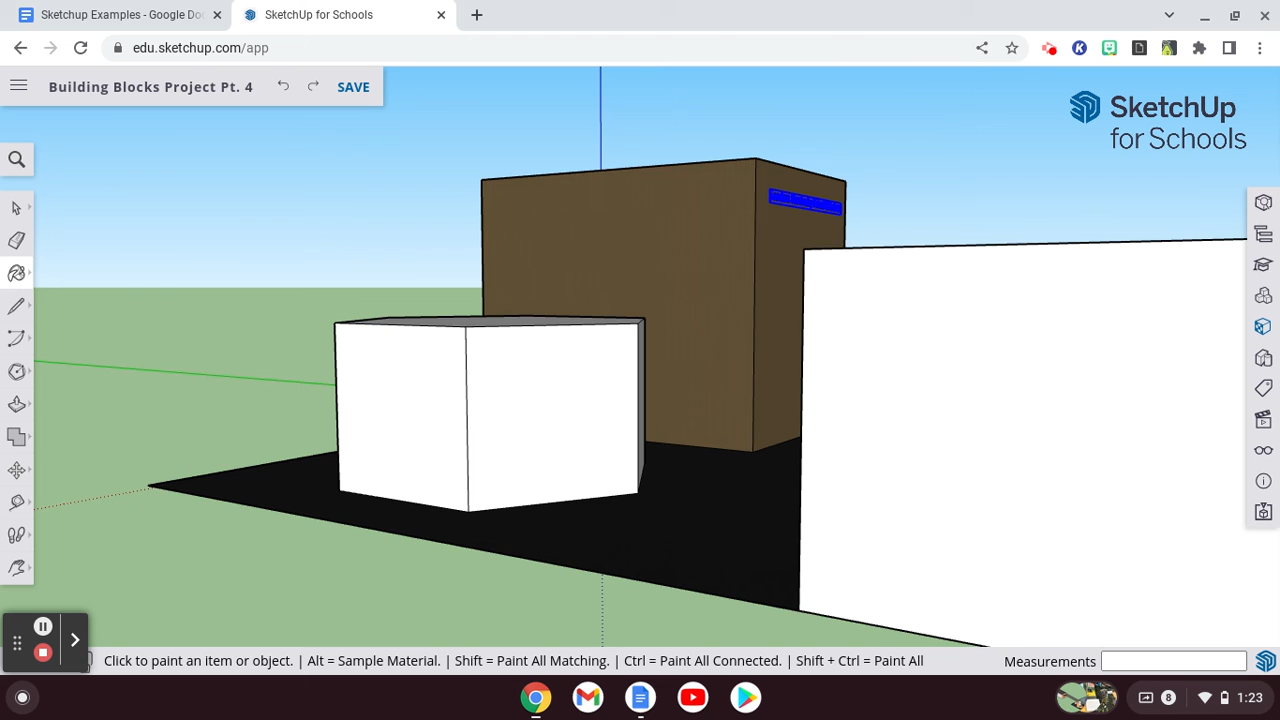 Sketchup Examples - Google Doc
SketchUp for Schools
edu.sketchup.com/app
Building Blocks Project Pt. 4
SAVE
SketchUp
for Schools
Click to paint an item or object. | Alt = Sample Material. | Shift = Paint All Matching. | Ctrl = Paint All Connected. | Shift + Ctrl = Paint All
Measurements
8
1:23